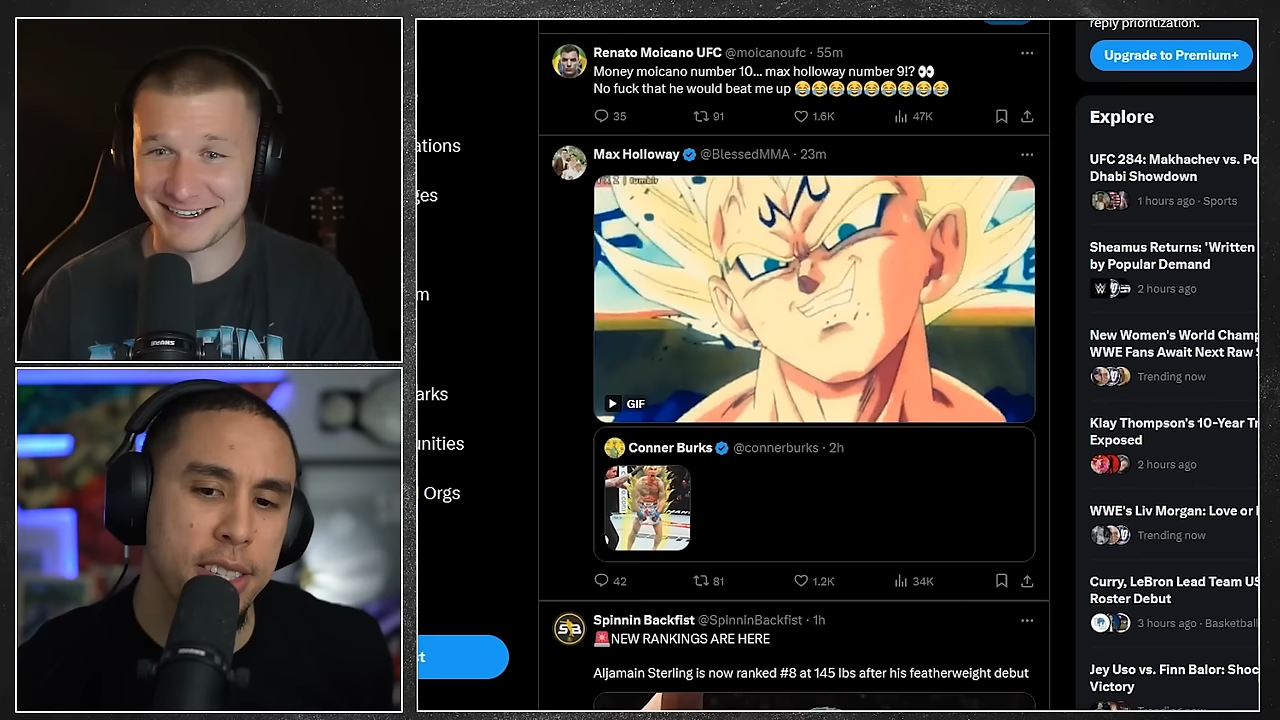 reply prioritization.
Upgrade to Premium+
Renato Moicano UFC @moicanoufc · 55m
Money moicano number 10... max holloway number 9!? 👀
No fuck that he would beat me up 😂😂😂😂😂😂😂😂😂
35 91 1.6K 47K
Max Holloway @BlessedMMA · 23m
tumblr
GIF
Conner Burks @connerburks · 2h
42 81 1.2K 34K
Spinnin Backfist @SpinninBackfist · 1h
🚨NEW RANKINGS ARE HERE
Aljamain Sterling is now ranked #8 at 145 lbs after his featherweight debut
ations
ges
m
arks
unities
Orgs
t
Explore
UFC 284: Makhachev vs. Po
Dhabi Showdown
1 hours ago · Sports
Sheamus Returns: 'Written
by Popular Demand
2 hours ago
New Women's World Champ
WWE Fans Await Next Raw S
Trending now
Klay Thompson's 10-Year Tr
Exposed
2 hours ago
WWE's Liv Morgan: Love or
Trending now
Curry, LeBron Lead Team US
Roster Debut
3 hours ago · Basketball
Jey Uso vs. Finn Balor: Shoc
Victory